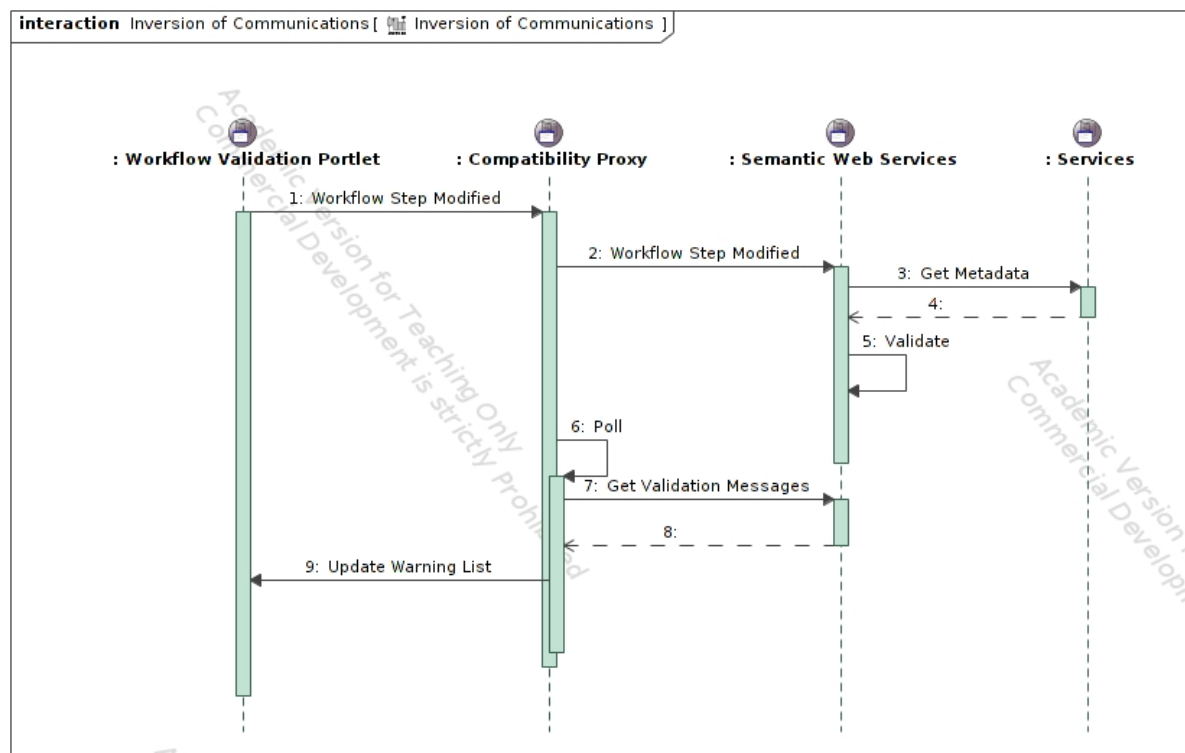 interaction Inversion of Communications [ Inversion of Communications ]
: Workflow Validation Portlet
: Compatibility Proxy
: Semantic Web Services
: Services
1: Workflow Step Modified
2: Workflow Step Modified
3: Get Metadata
4:
5: Validate
6: Poll
7: Get Validation Messages
8:
9: Update Warning List
Academic Version for Teaching Only
Commercial Development is strictly Prohibited
Academic Version
Commercial Developm